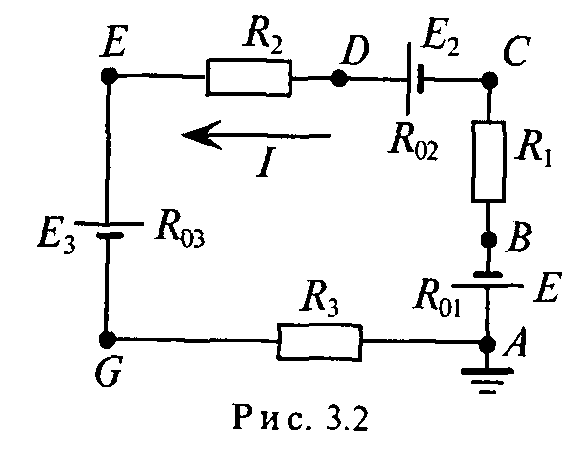 E R₂ D E₂ C
R₀₂ R₁
I
E₃ R₀₃ B
R₀₁ E
R₃
G A
Рис. 3.2